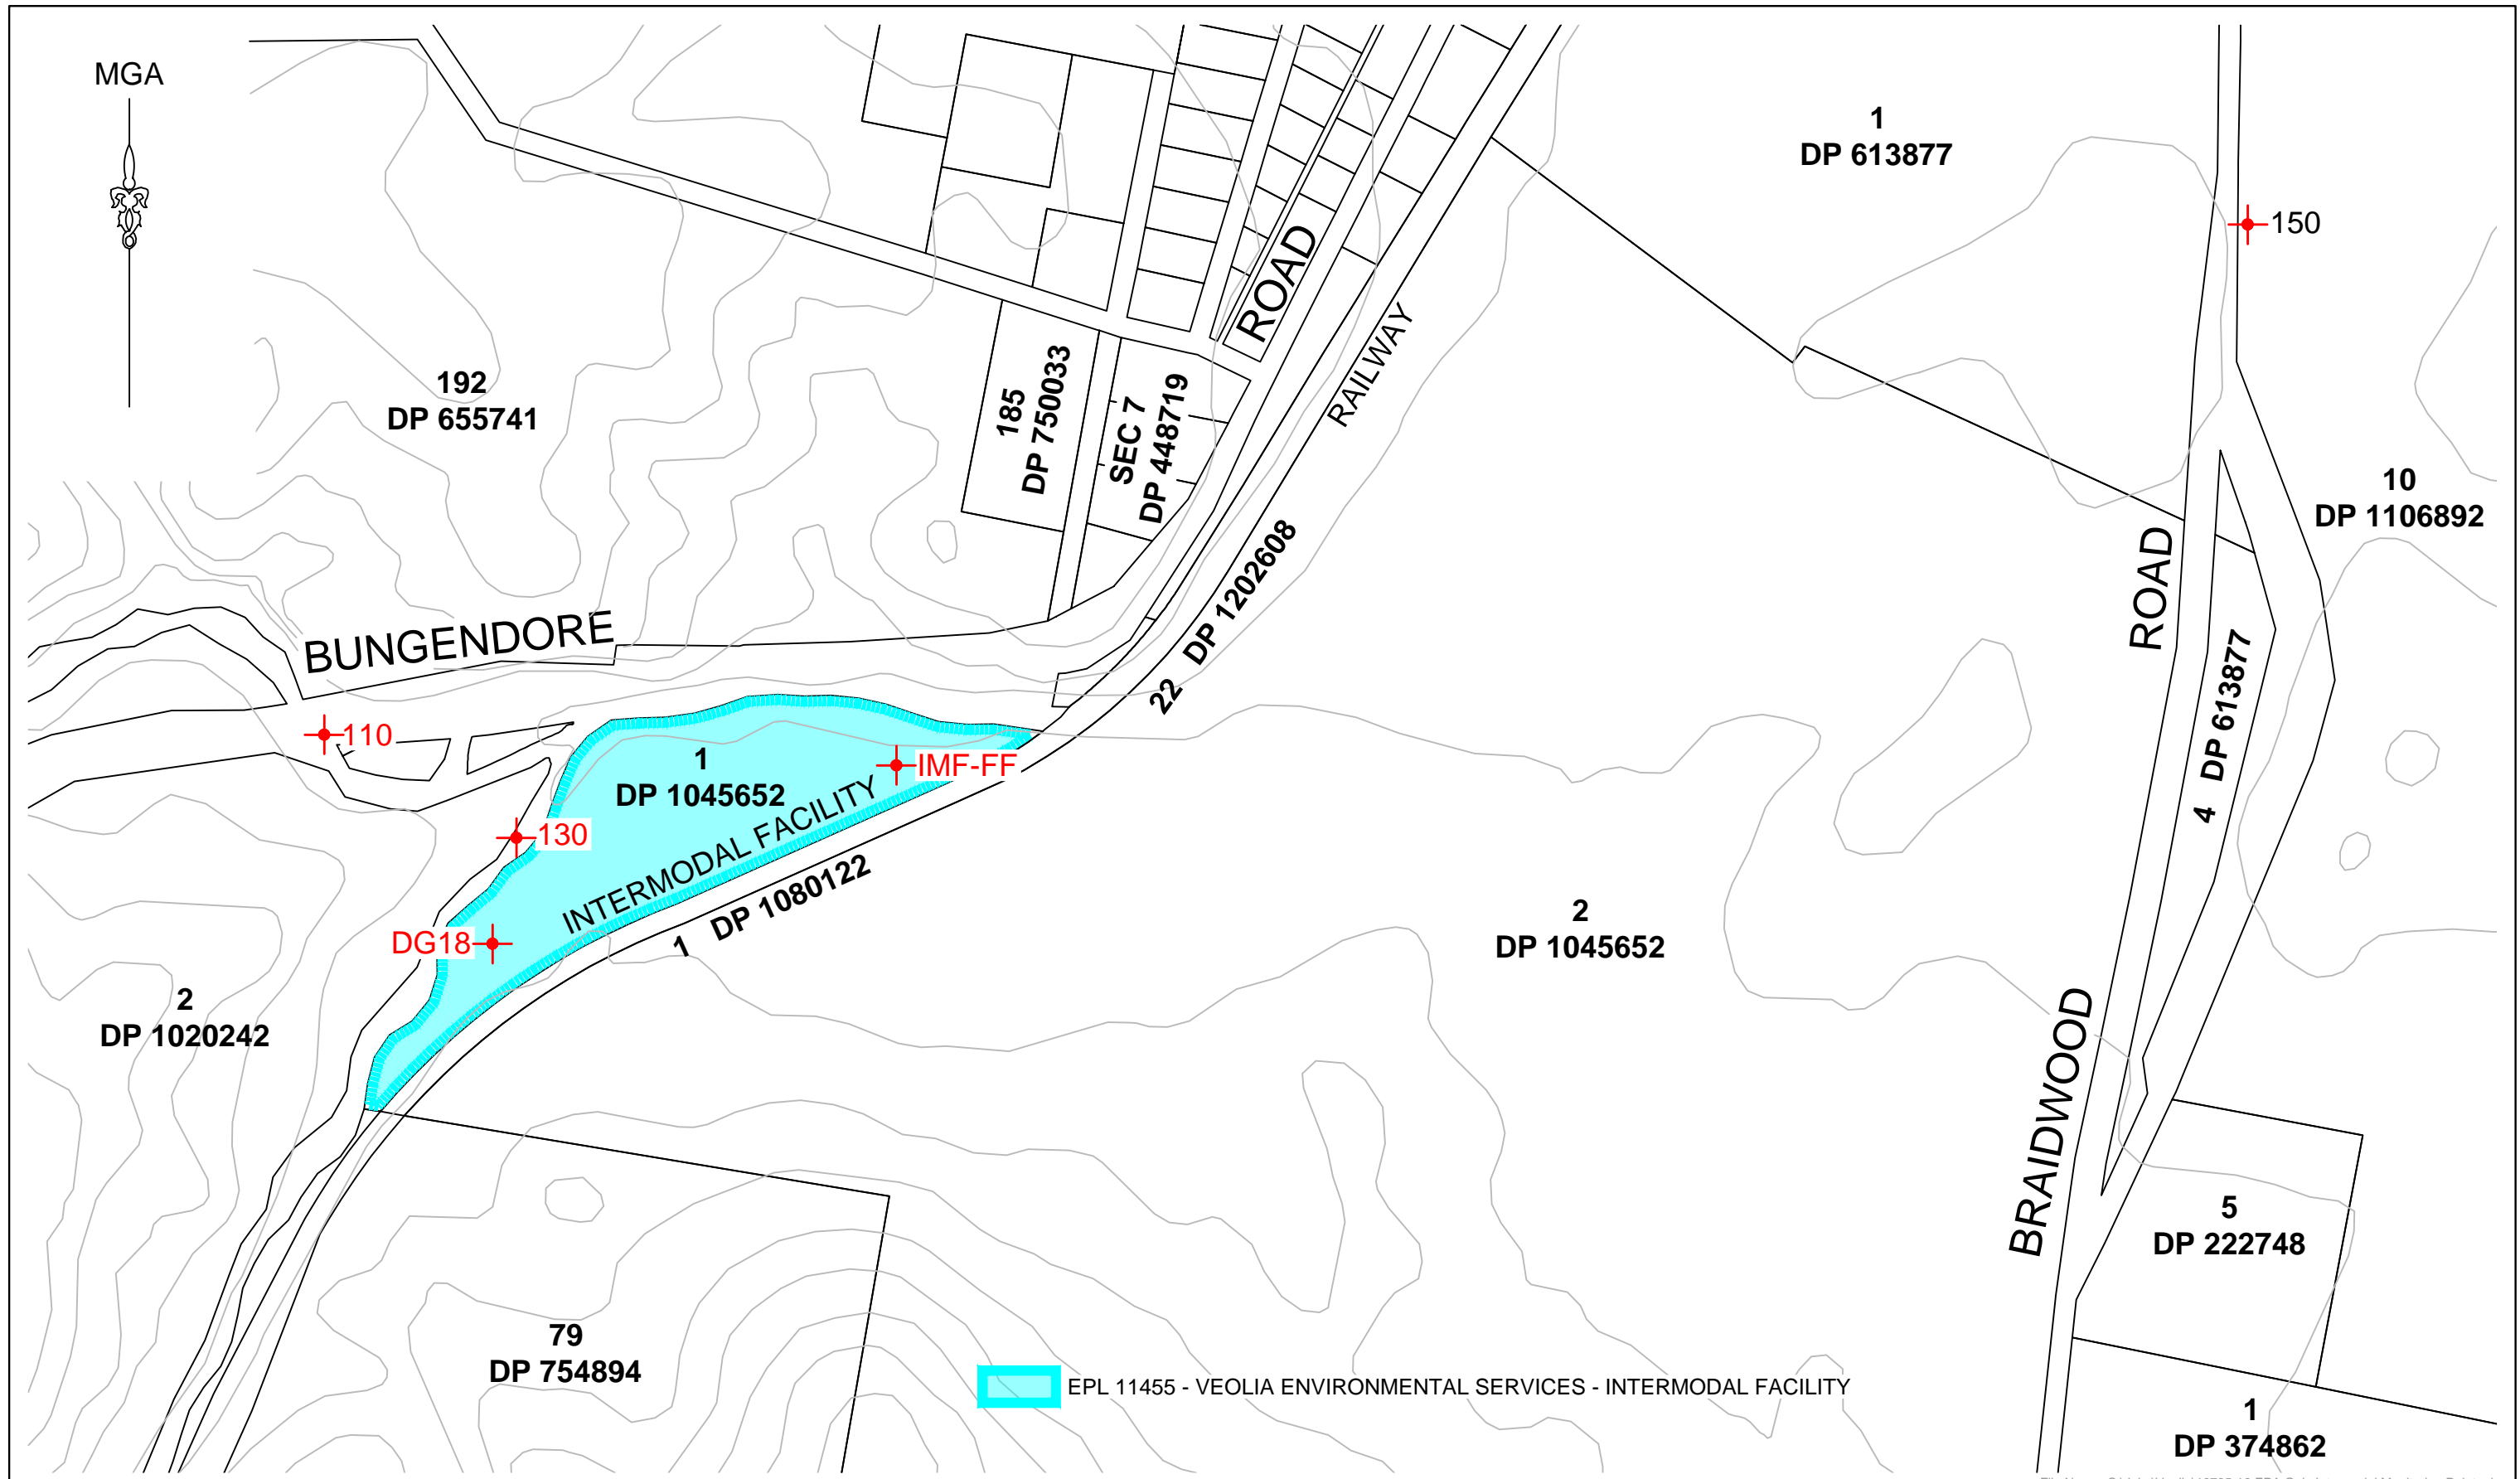 MGA
1
DP 613877
150
ROAD
RAILWAY
192
DP 655741
185
DP 750033
SEC 7
DP 448719
10
DP 1106892
ROAD
22 DP 1202608
BUNGENDORE
4 DP 613877
110
1
DP 1045652
IMF-FF
INTERMODAL FACILITY
130
1 DP 1080122
DG18
2
DP 1045652
2
DP 1020242
BRAIDWOOD
5
DP 222748
79
DP 754894
EPL 11455 - VEOLIA ENVIRONMENTAL SERVICES - INTERMODAL FACILITY
1
DP 374862